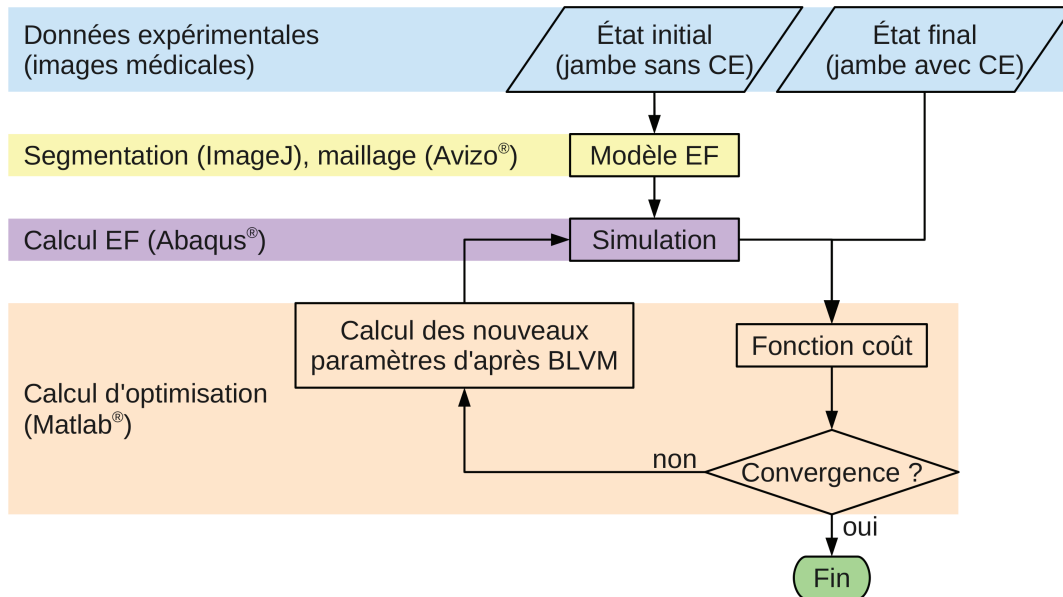 Données expérimentales
(images médicales)
État initial
(jambe sans CE)
État final
(jambe avec CE)
Segmentation (ImageJ), maillage (Avizo®)
Modèle EF
Calcul EF (Abaqus®)
Simulation
Calcul des nouveaux
paramètres d'après BLVM
Fonction coût
Calcul d'optimisation
(Matlab®)
non
Convergence ?
oui
Fin